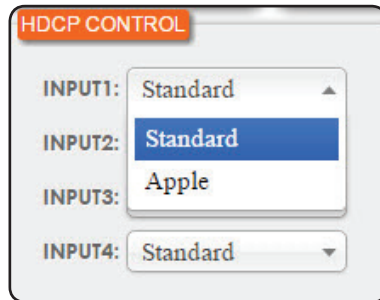 HDCP CONTROL
INPUT1: Standard
INPUT2: Standard
Apple
INPUT3:
INPUT4: Standard